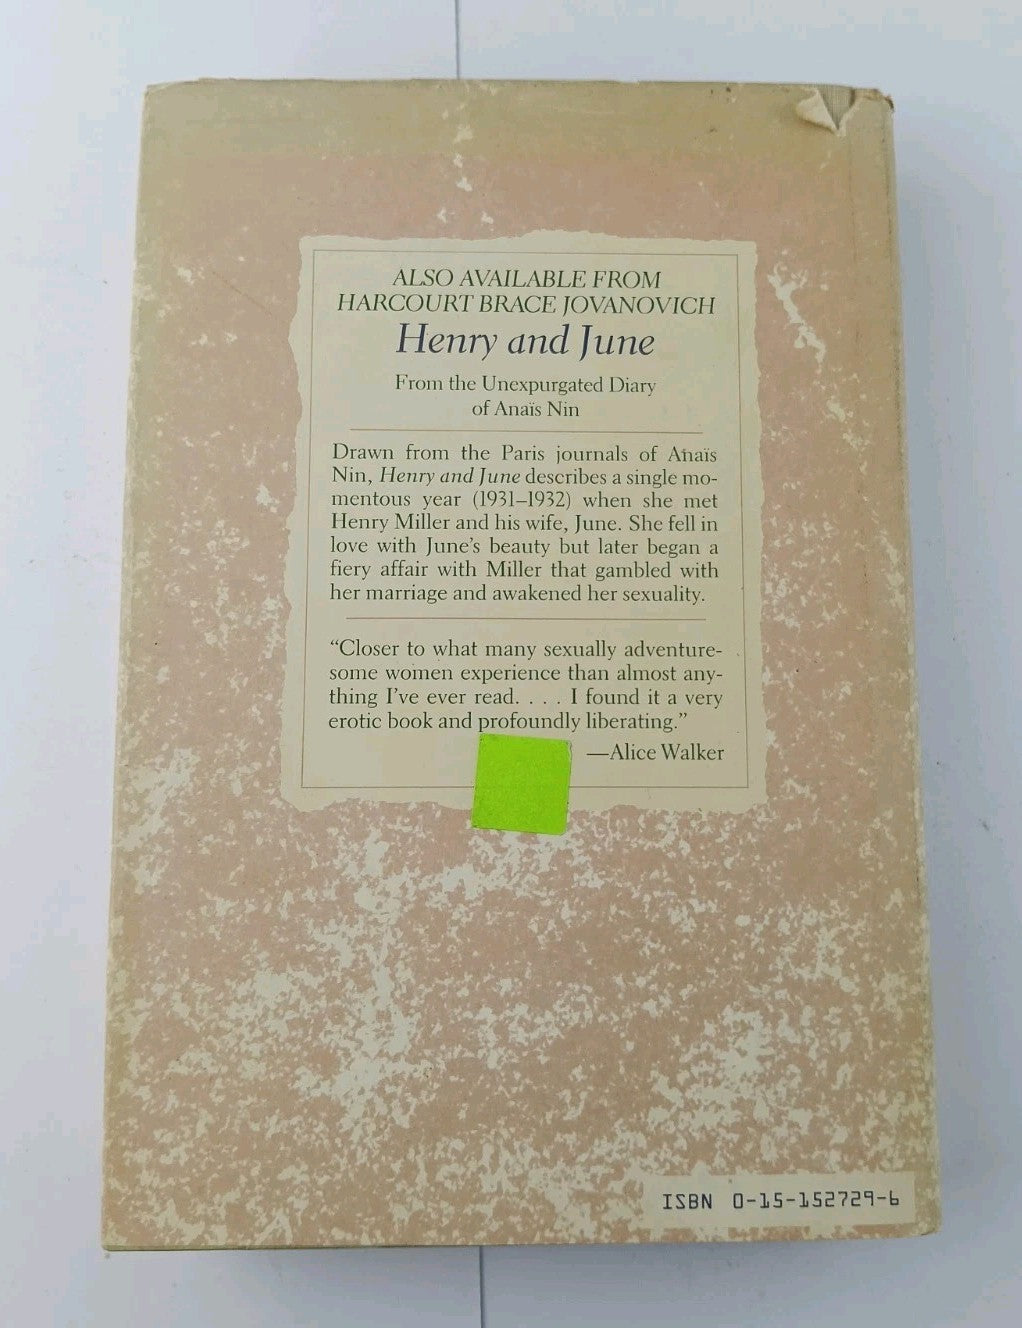 ALSO AVAILABLE FROM
HARCOURT BRACE JOVANOVICH
Henry and June
From the Unexpurgated Diary
of Anaïs Nin
Drawn from the Paris journals of Anaïs
Nin, Henry and June describes a single mo-
mentous year (1931–1932) when she met
Henry Miller and his wife, June. She fell in
love with June's beauty but later began a
fiery affair with Miller that gambled with
her marriage and awakened her sexuality.
“Closer to what many sexually adventure-
some women experience than almost any-
thing I've ever read. . . . I found it a very
erotic book and profoundly liberating.”
—Alice Walker
ISBN 0-15-152729-6